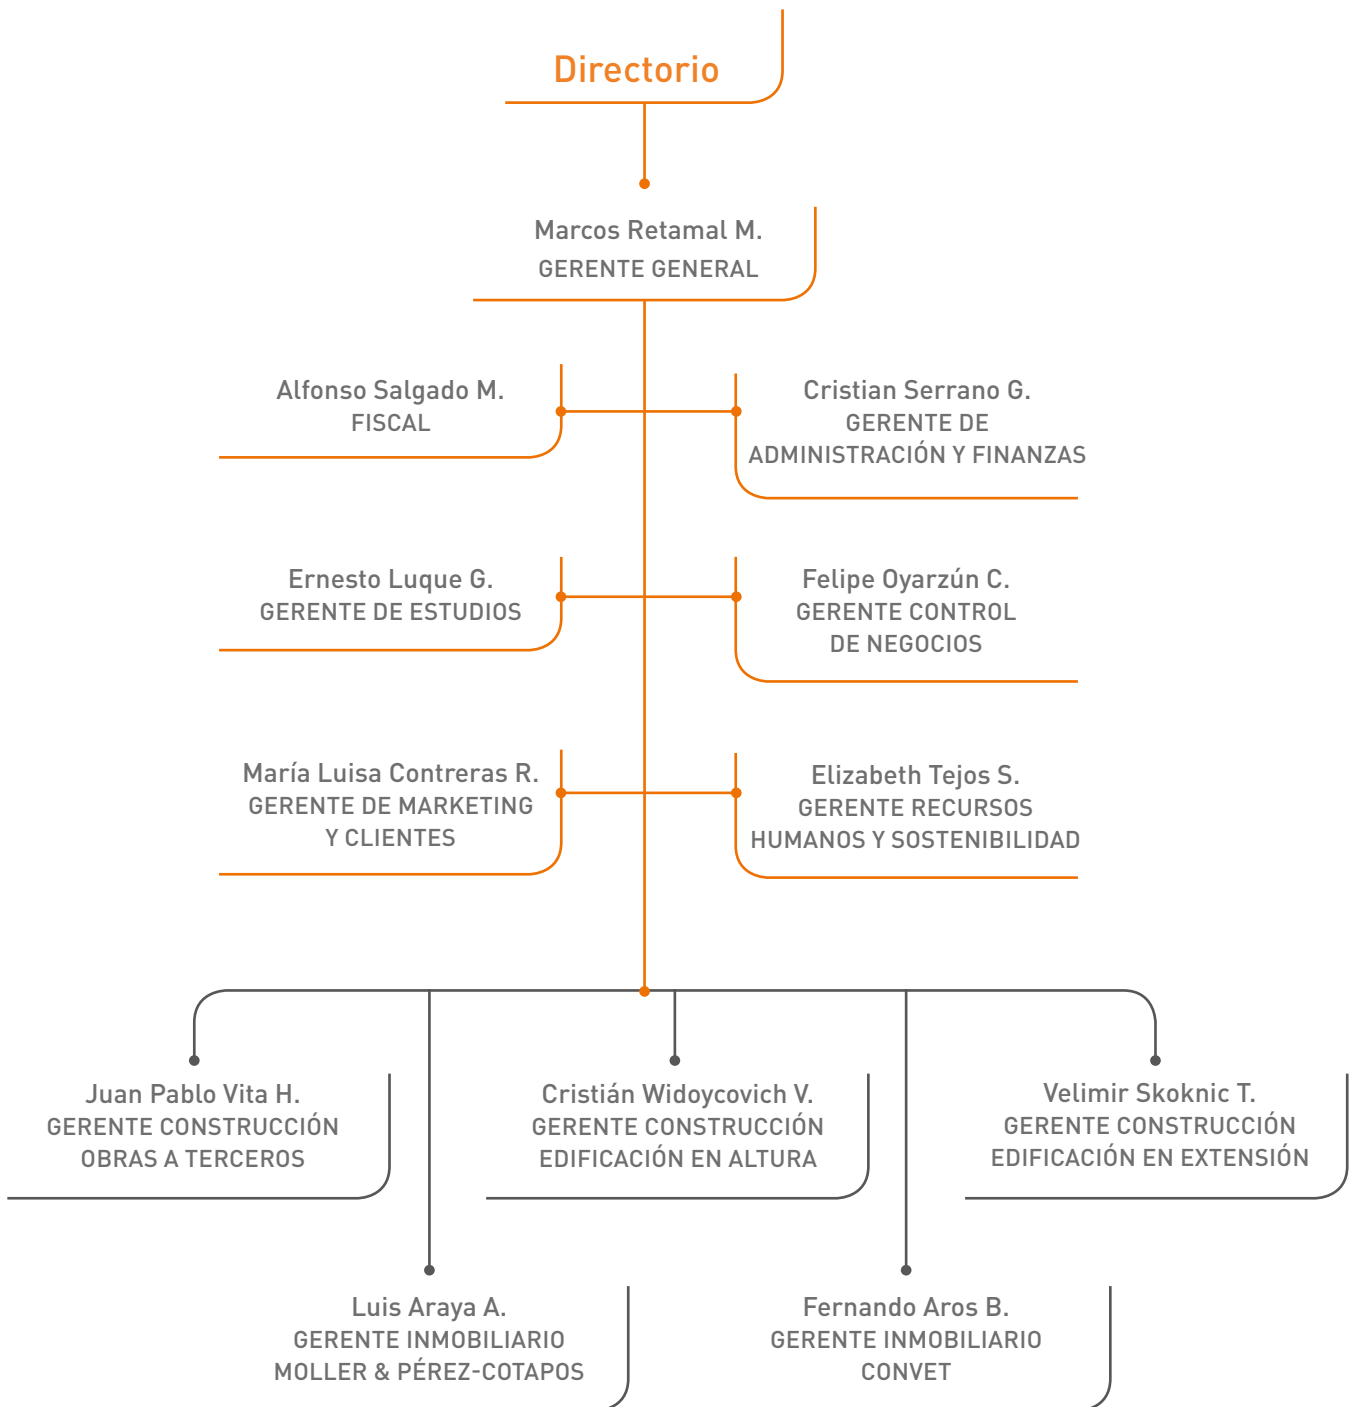 Directorio
Marcos Retamal M.
GERENTE GENERAL
Alfonso Salgado M.
FISCAL
Cristian Serrano G.
GERENTE DE
ADMINISTRACIÓN Y FINANZAS
Ernesto Luque G.
GERENTE DE ESTUDIOS
Felipe Oyarzún C.
GERENTE CONTROL
DE NEGOCIOS
María Luisa Contreras R.
GERENTE DE MARKETING
Y CLIENTES
Elizabeth Tejos S.
GERENTE RECURSOS
HUMANOS Y SOSTENIBILIDAD
Juan Pablo Vita H.
GERENTE CONSTRUCCIÓN
OBRAS A TERCEROS
Cristián Widoycovich V.
GERENTE CONSTRUCCIÓN
EDIFICACIÓN EN ALTURA
Velimir Skoknic T.
GERENTE CONSTRUCCIÓN
EDIFICACIÓN EN EXTENSIÓN
Luis Araya A.
GERENTE INMOBILIARIO
MOLLER & PÉREZ-COTAPOS
Fernando Aros B.
GERENTE INMOBILIARIO
CONVET